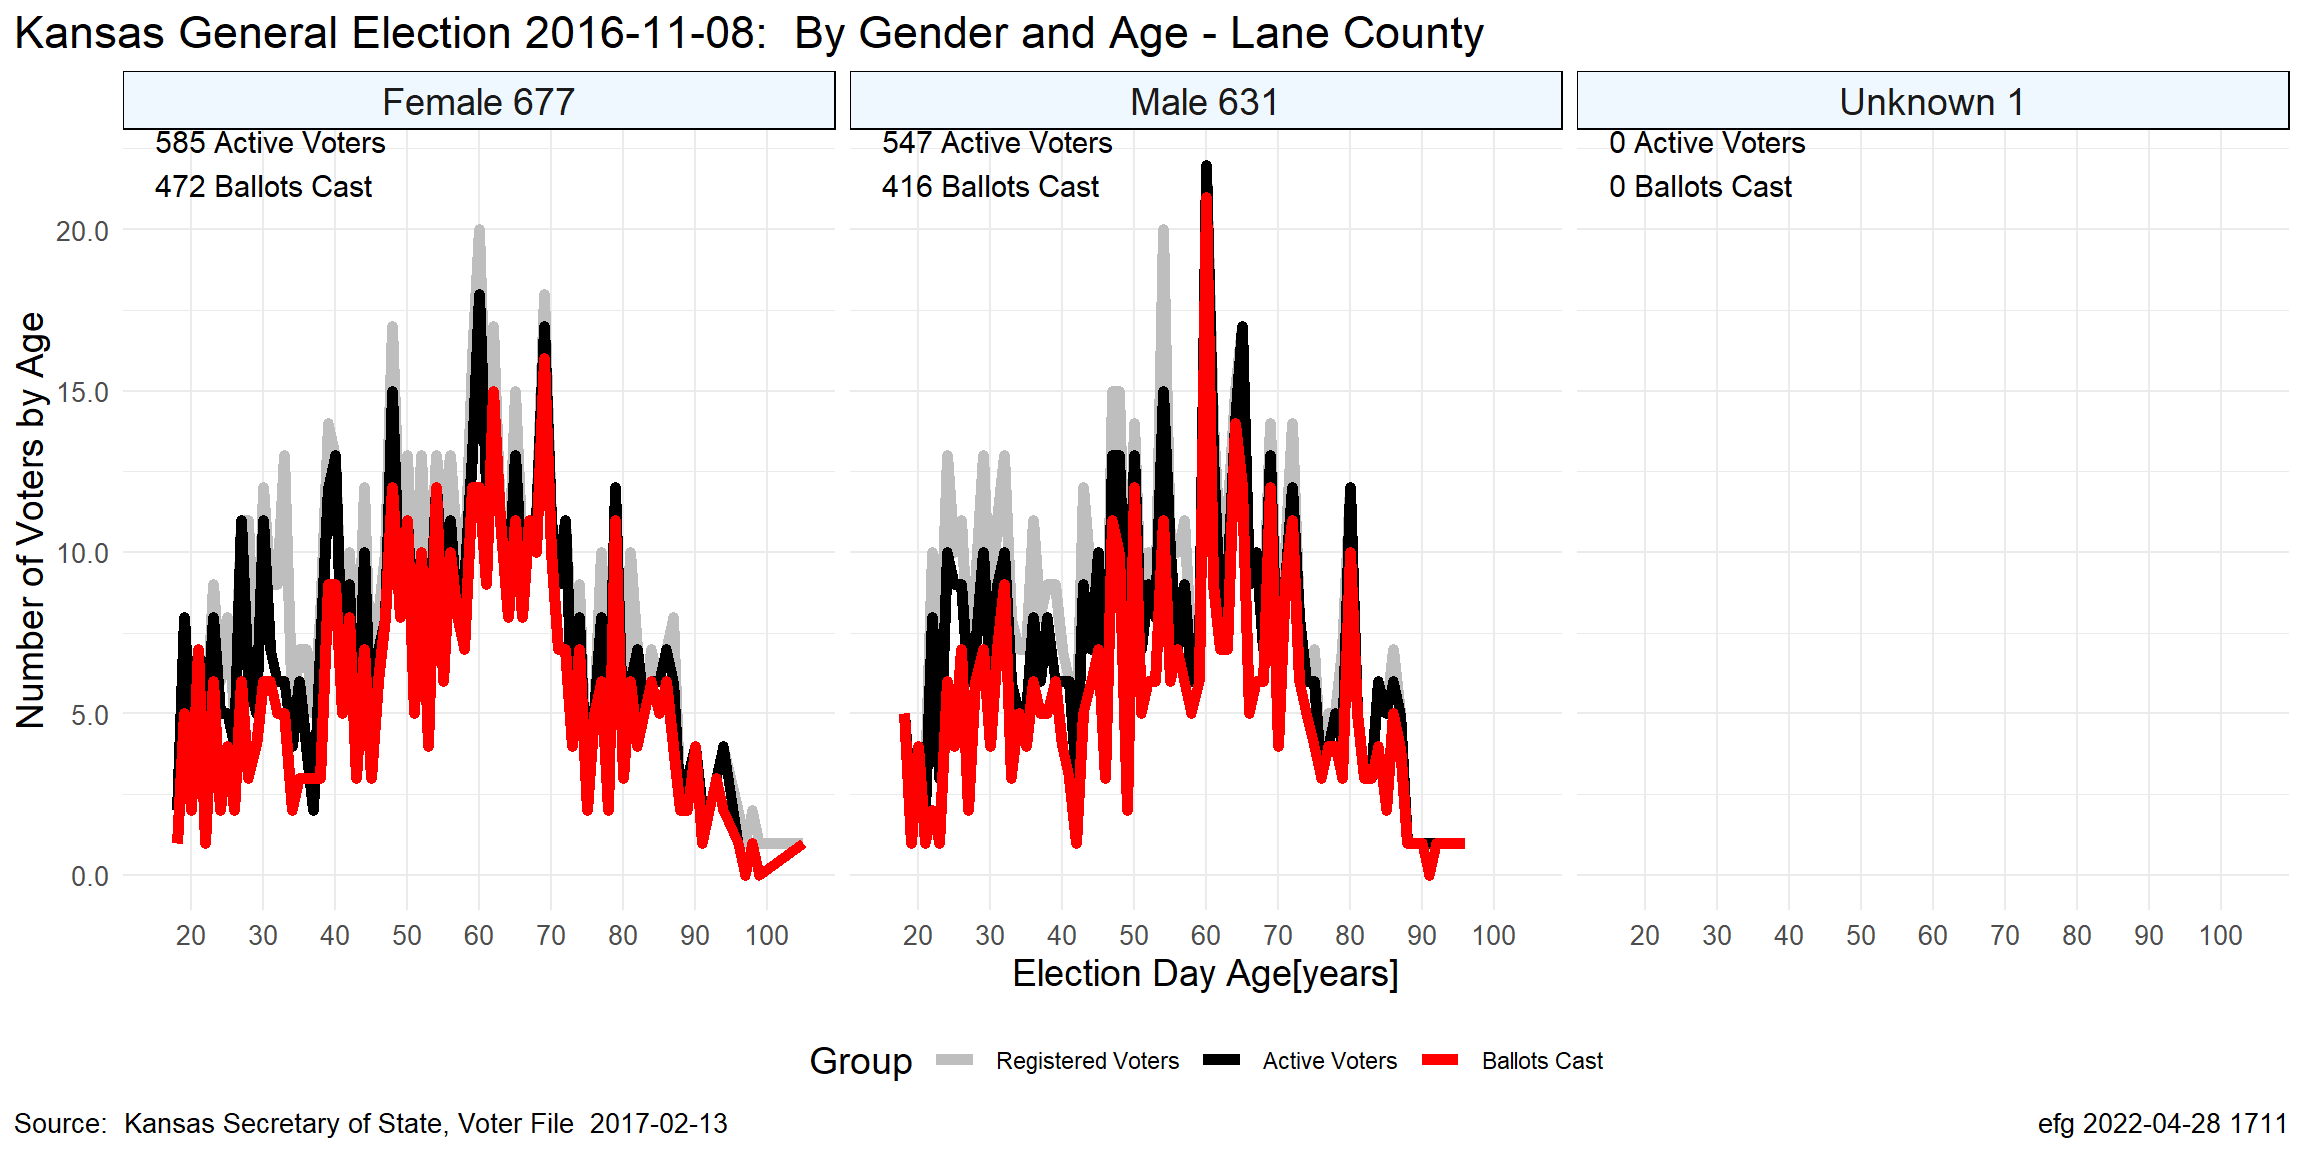 Kansas General Election 2016-11-08:  By Gender and Age - Lane County
Female 677
Male 631
Unknown 1
585 Active Voters
472 Ballots Cast
547 Active Voters
416 Ballots Cast
0 Active Voters
0 Ballots Cast
Number of Voters by Age
20.0
15.0
10.0
5.0
0.0
20 30 40 50 60 70 80 90 100
20 30 40 50 60 70 80 90 100
20 30 40 50 60 70 80 90 100
Election Day Age[years]
Group Registered Voters Active Voters Ballots Cast
Source:  Kansas Secretary of State, Voter File  2017-02-13
efg 2022-04-28 1711